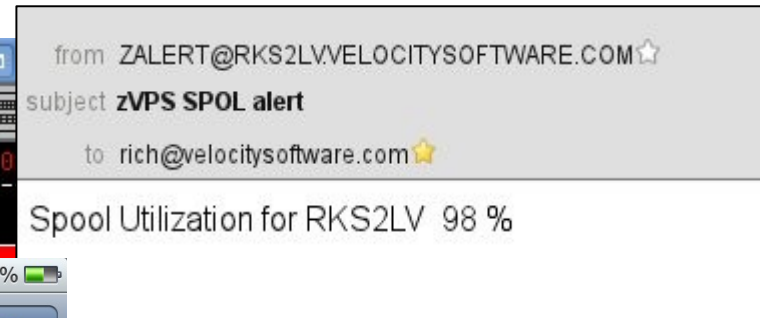 from ZALERT@RKS2LV.VELOCITYSOFTWARE.COM
subject zVPS SPOL alert
to rich@velocitysoftware.com
Spool Utilization for RKS2LV 98 %
%